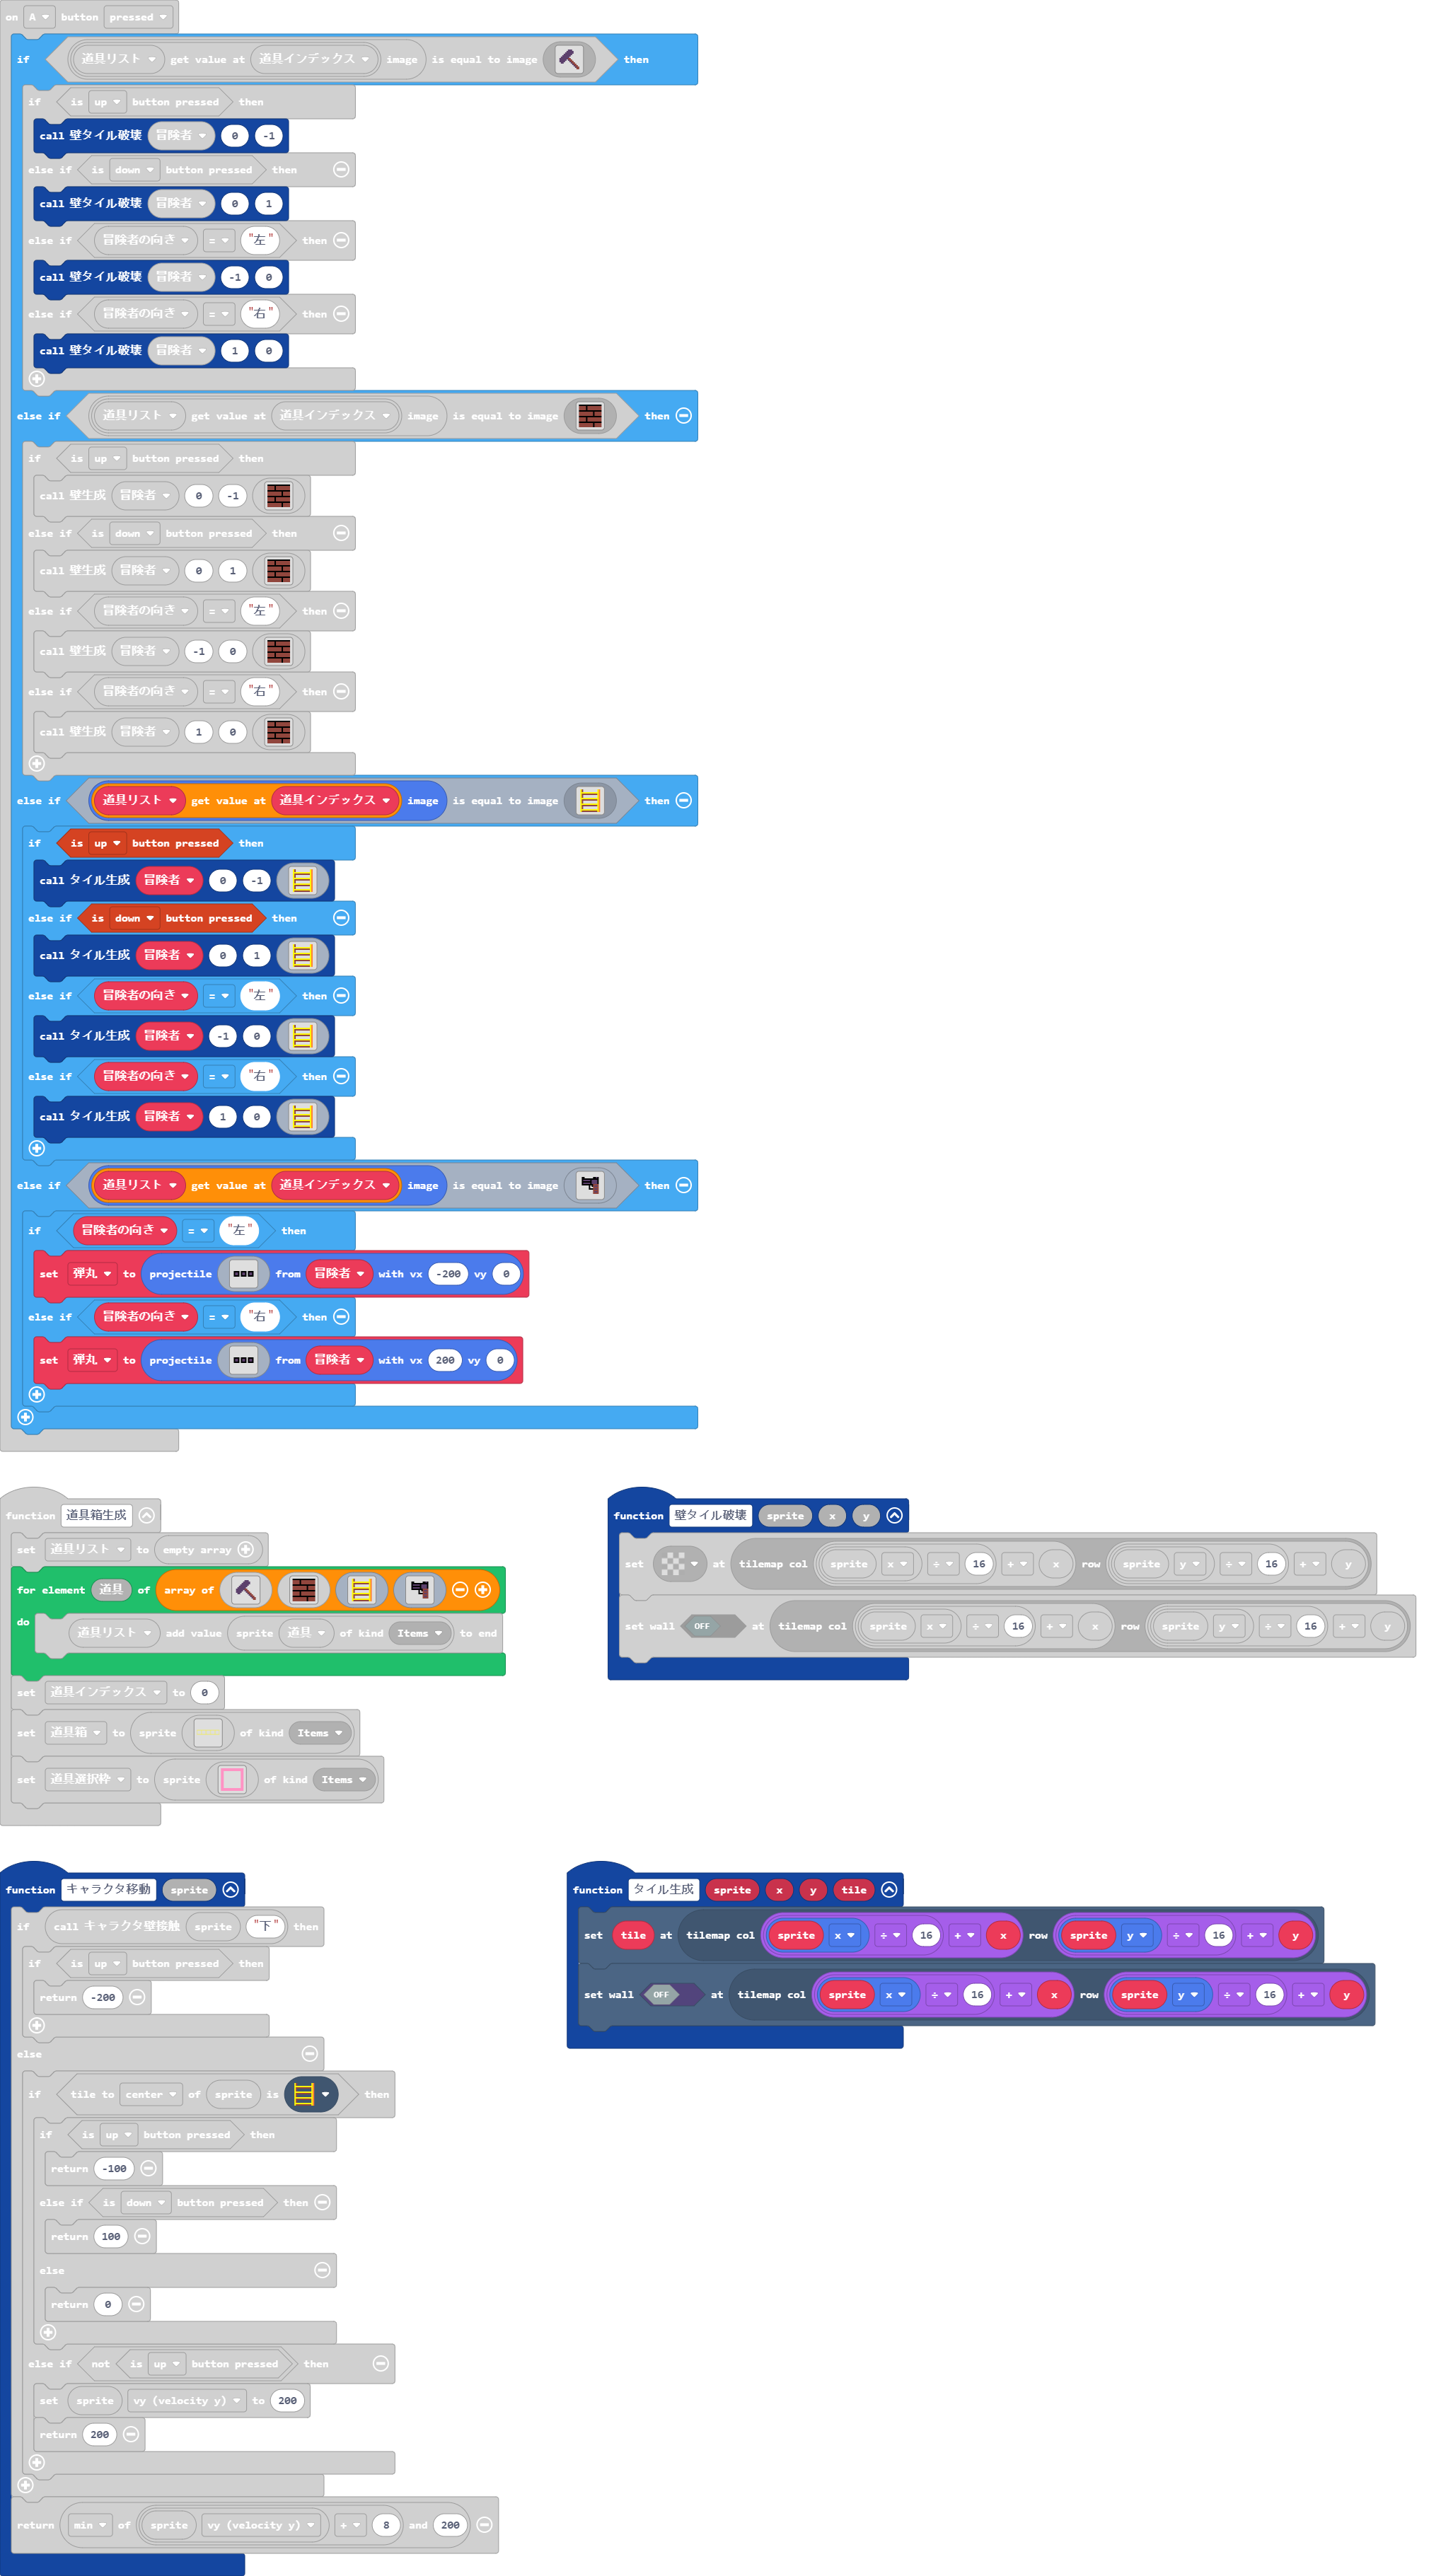 on A button pressed
if 道具リスト get value at 道具インデックス image is equal to image then
if is up button pressed then
call 壁タイル破壊 冒険者 0 -1
else if is down button pressed then
call 壁タイル破壊 冒険者 0 1
else if 冒険者の向き = "左" then
call 壁タイル破壊 冒険者 -1 0
else if 冒険者の向き = "右" then
call 壁タイル破壊 冒険者 1 0
else if 道具リスト get value at 道具インデックス image is equal to image then
if is up button pressed then
call 壁生成 冒険者 0 -1
else if is down button pressed then
call 壁生成 冒険者 0 1
else if 冒険者の向き = "左" then
call 壁生成 冒険者 -1 0
else if 冒険者の向き = "右" then
call 壁生成 冒険者 1 0
else if 道具リスト get value at 道具インデックス image is equal to image then
if is up button pressed then
call タイル生成 冒険者 0 -1
else if is down button pressed then
call タイル生成 冒険者 0 1
else if 冒険者の向き = "左" then
call タイル生成 冒険者 -1 0
else if 冒険者の向き = "右" then
call タイル生成 冒険者 1 0
else if 道具リスト get value at 道具インデックス image is equal to image then
if 冒険者の向き = "左" then
set 弾丸 to projectile from 冒険者 with vx -200 vy 0
else if 冒険者の向き = "右" then
set 弾丸 to projectile from 冒険者 with vx 200 vy 0
function 道具箱生成
set 道具リスト to empty array
for element 道具 of array of
do
道具リスト add value sprite 道具 of kind Items to end
set 道具インデックス to 0
set 道具箱 to sprite of kind Items
set 道具選択枠 to sprite of kind Items
function 壁タイル破壊 sprite x y
set at tilemap col sprite x ÷ 16 + x row sprite y ÷ 16 + y
set wall OFF at tilemap col sprite x ÷ 16 + x row sprite y ÷ 16 + y
function キャラクタ移動 sprite
if call キャラクタ壁接触 sprite "下" then
if is up button pressed then
return -200
else
if tile to center of sprite is then
if is up button pressed then
return -100
else if is down button pressed then
return 100
else
return 0
else if not is up button pressed then
set sprite vy (velocity y) to 200
return 200
return min of sprite vy (velocity y) + 8 and 200
function タイル生成 sprite x y tile
set tile at tilemap col sprite x ÷ 16 + x row sprite y ÷ 16 + y
set wall OFF at tilemap col sprite x ÷ 16 + x row sprite y ÷ 16 + y